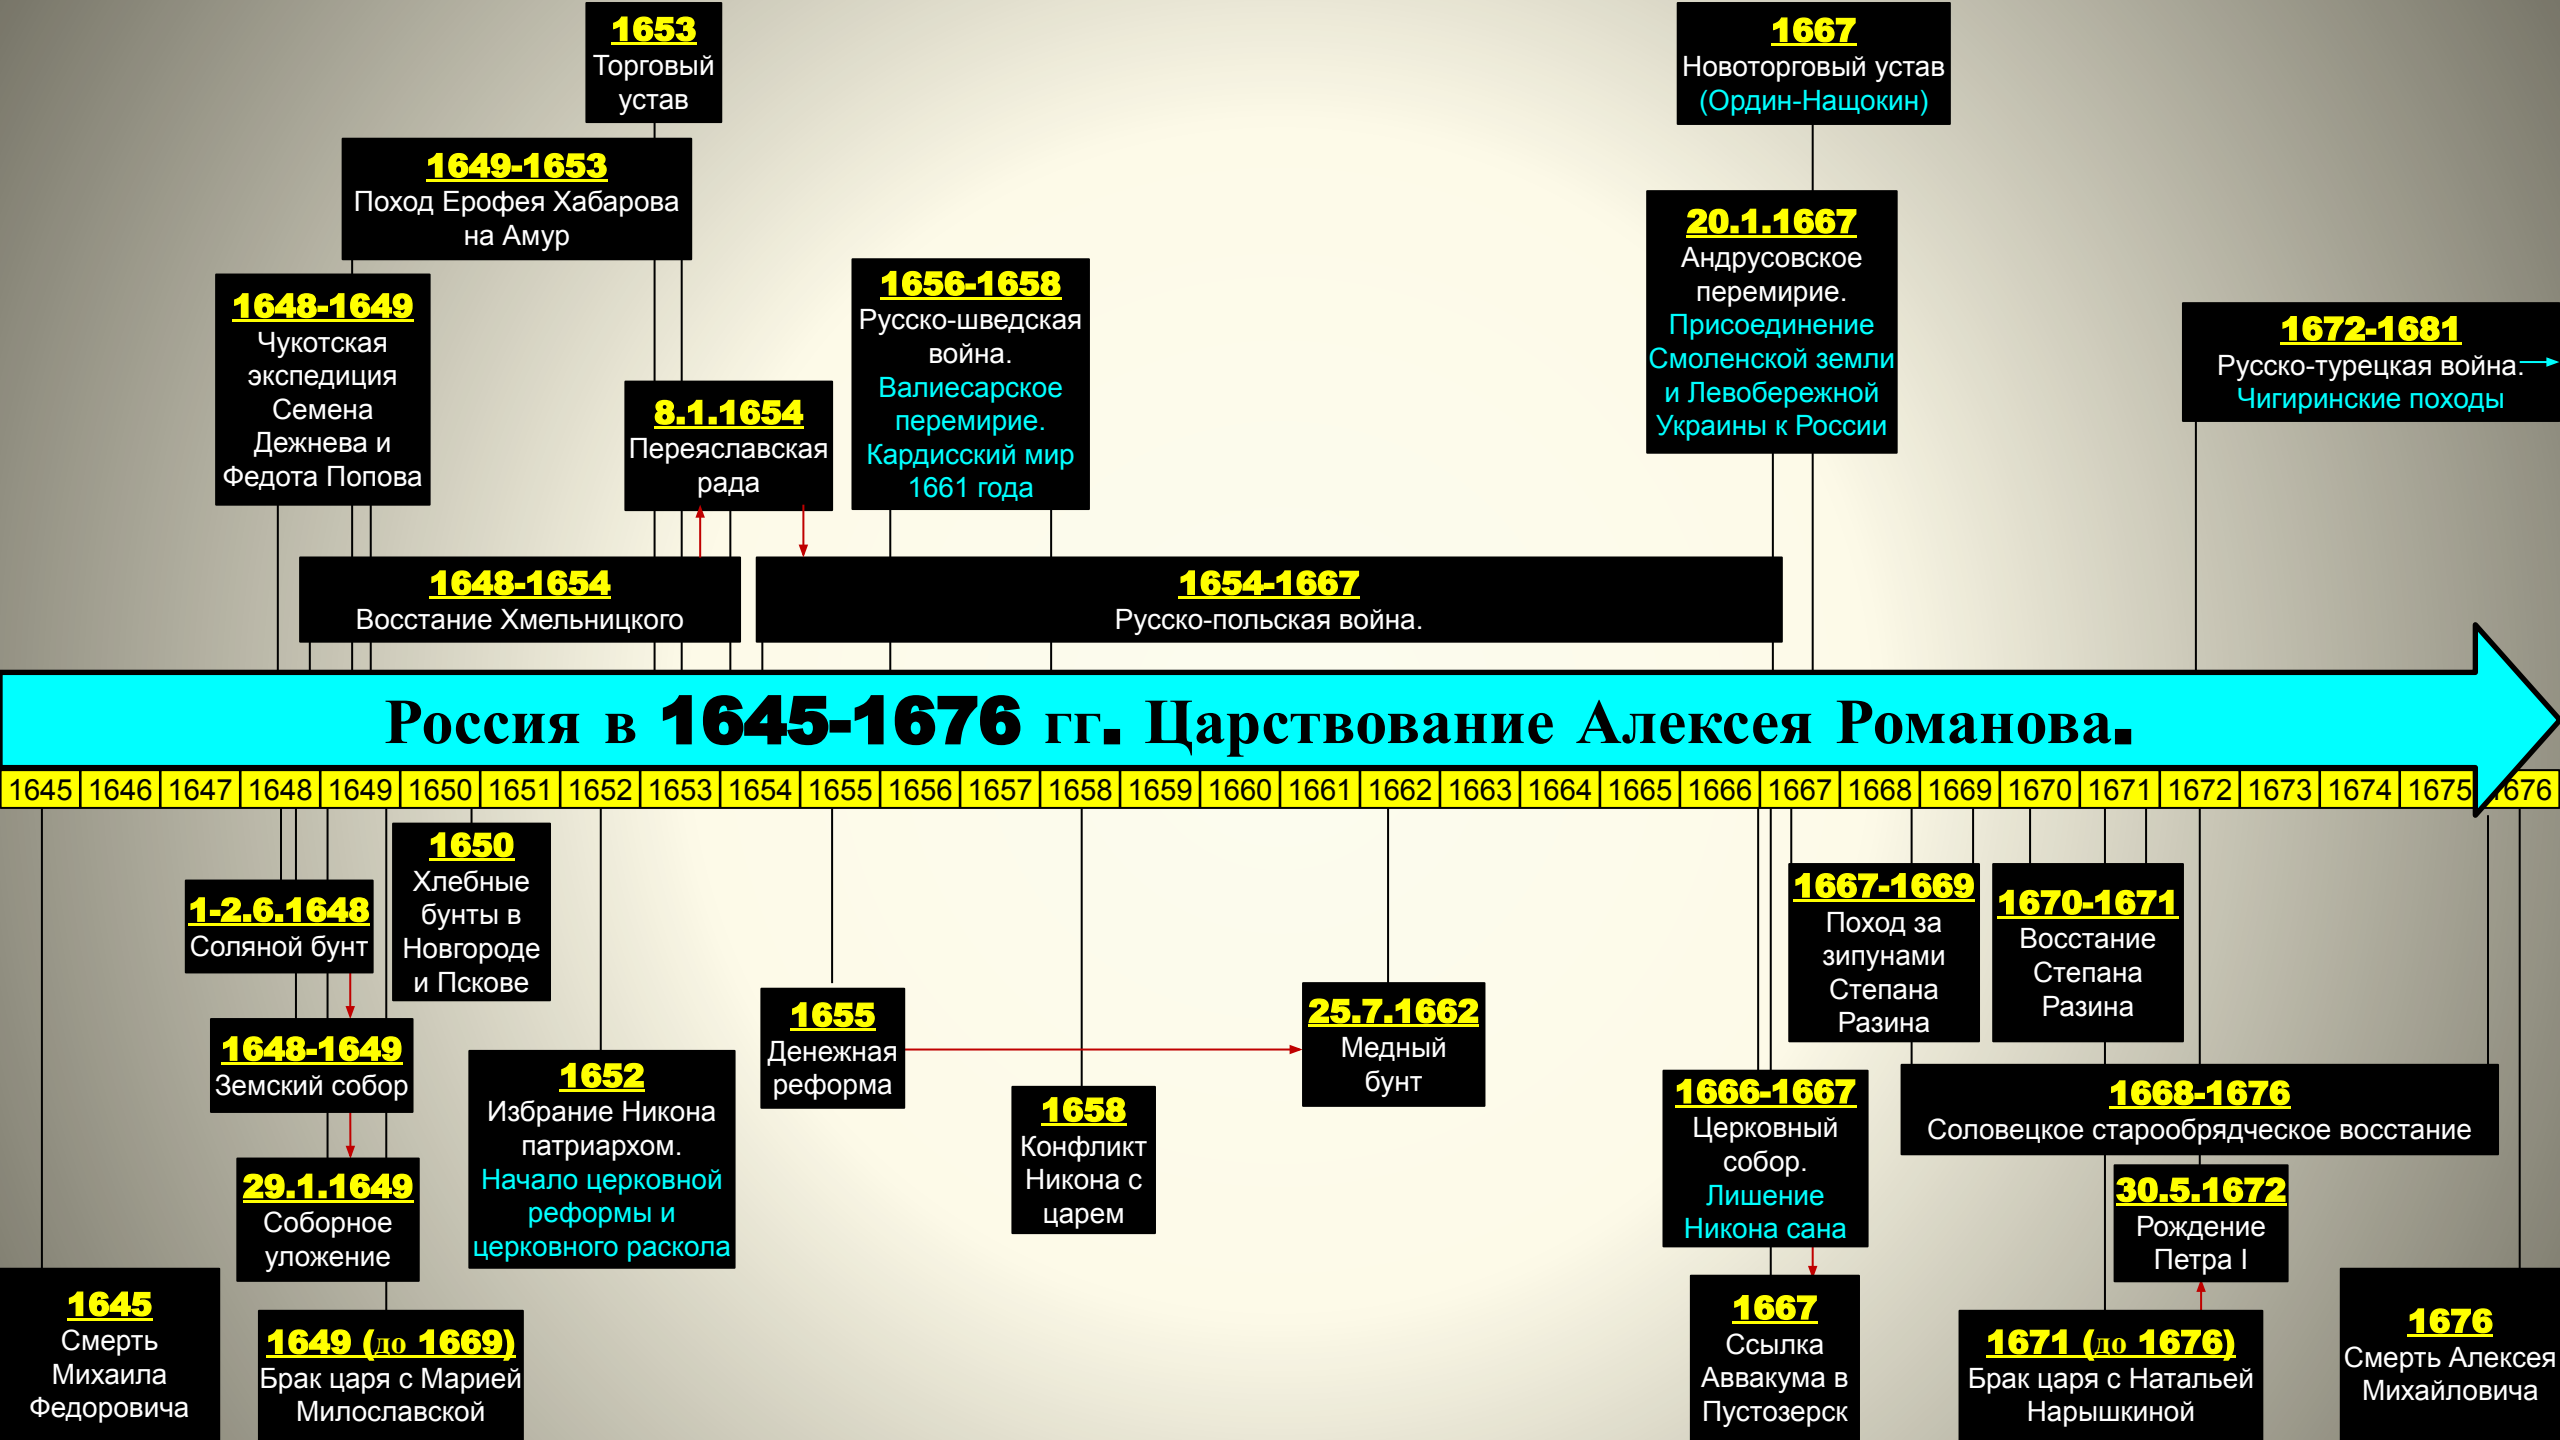 1653
Торговый
устав
1667
Новоторговый устав
(Ордин-Нащокин)
1649-1653
Поход Ерофея Хабарова
на Амур
20.1.1667
Андрусовское
перемирие.
Присоединение
Смоленской земли
и Левобережной
Украины к России
1648-1649
Чукотская
экспедиция
Семена
Дежнева и
Федота Попова
1656-1658
Русско-шведская
война.
Валиесарское
перемирие.
Кардисский мир
1661 года
1672-1681
Русско-турецкая война.
Чигиринские походы
8.1.1654
Переяславская
рада
1648-1654
Восстание Хмельницкого
1654-1667
Русско-польская война.
Россия в 1645-1676 гг. Царствование Алексея Романова.
1645 1646 1647 1648 1649 1650 1651 1652 1653 1654 1655 1656 1657 1658 1659 1660 1661 1662 1663 1664 1665 1666 1667 1668 1669 1670 1671 1672 1673 1674 1675 1676
1-2.6.1648
Соляной бунт
1650
Хлебные
бунты в
Новгороде
и Пскове
1648-1649
Земский собор
29.1.1649
Соборное
уложение
1645
Смерть
Михаила
Федоровича
1649 (до 1669)
Брак царя с Марией
Милославской
1652
Избрание Никона
патриархом.
Начало церковной
реформы и
церковного раскола
1655
Денежная
реформа
1658
Конфликт
Никона с
царем
25.7.1662
Медный
бунт
1667-1669
Поход за
зипунами
Степана
Разина
1670-1671
Восстание
Степана
Разина
1666-1667
Церковный
собор.
Лишение
Никона сана
1668-1676
Соловецкое старообрядческое восстание
30.5.1672
Рождение
Петра I
1667
Ссылка
Аввакума в
Пустозерск
1671 (до 1676)
Брак царя с Натальей
Нарышкиной
1676
Смерть Алексея
Михайловича